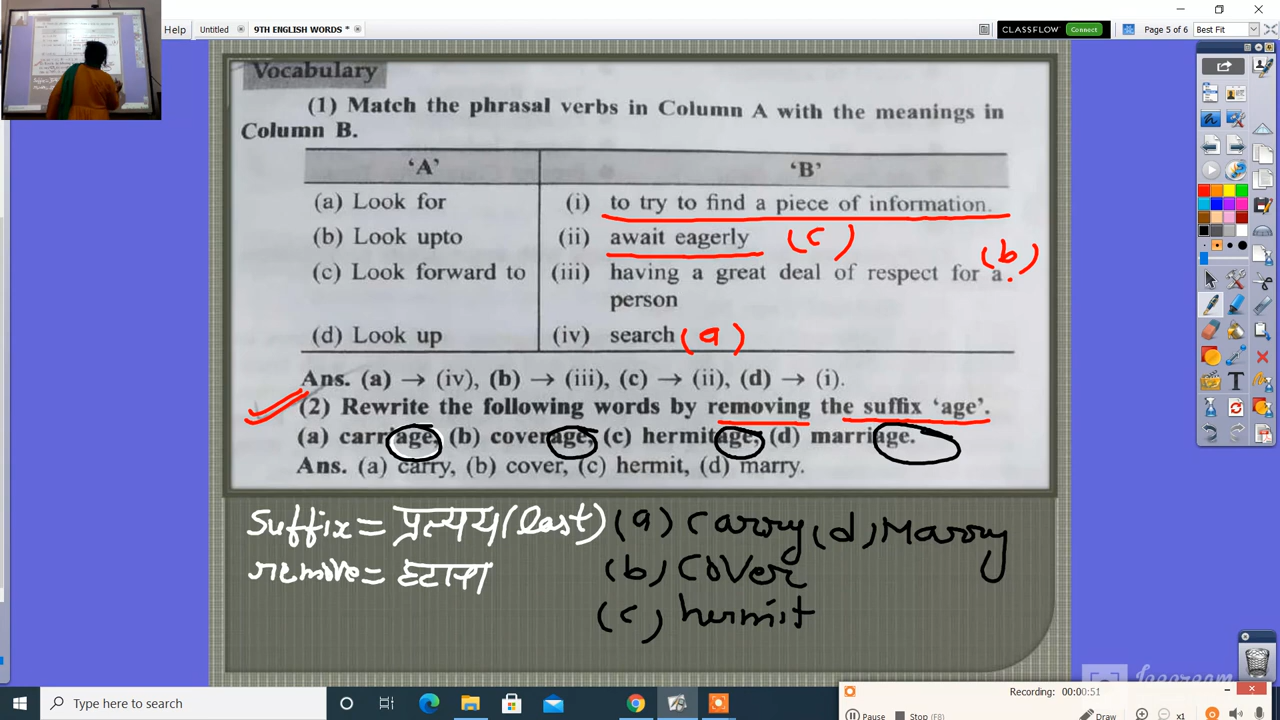 Help
Untitled
9TH ENGLISH WORDS *
CLASSFLOW
Connect
Page 5 of 6
Best Fit
Vocabulary
(1) Match the phrasal verbs in Column A with the meanings in
Column B.
'A' 'B'
(a) Look for (i) to try to find a piece of information.
(b) Look upto (ii) await eagerly (c)
(b)
(c) Look forward to (iii) having a great deal of respect for a
person
(d) Look up (iv) search (a)
Ans. (a) → (iv), (b) → (iii), (c) → (ii), (d) → (i).
(2) Rewrite the following words by removing the suffix 'age'.
(a) carriage, (b) coverage, (c) hermitage, (d) marriage.
Ans. (a) carry, (b) cover, (c) hermit, (d) marry.
Suffix = प्रत्यय (last) (a) Carry (d) Marry
remove = हटाना (b) Cover
(c) hermit
Icecream
Type here to search
Recording: 00:00:51
Pause Stop (F8) Draw x1